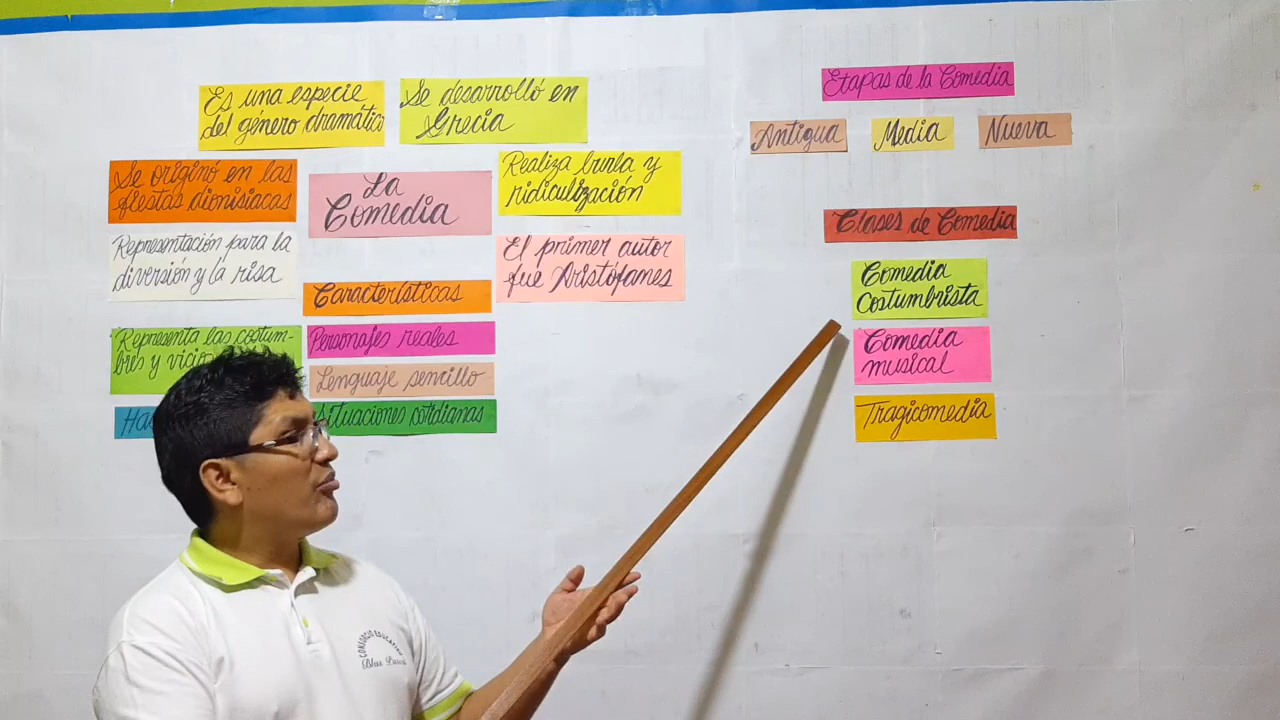 Es una especie
del género dramático
Se desarrolló en
Grecia
Se originó en las
fiestas dionisiacas
La
Comedia
Realiza burla y
ridiculización
Representación para la
diversión y la risa
El primer autor
fue Aristófanes
Características
Representa las costum-
bres y
Personajes reales
Lenguaje sencillo
Situaciones cotidianas
Etapas de la Comedia
Antigua
Media
Nueva
Clases de Comedia
Comedia
Costumbrista
Comedia
musical
Tragicomedia
CONSORCIO EDUCATIVO